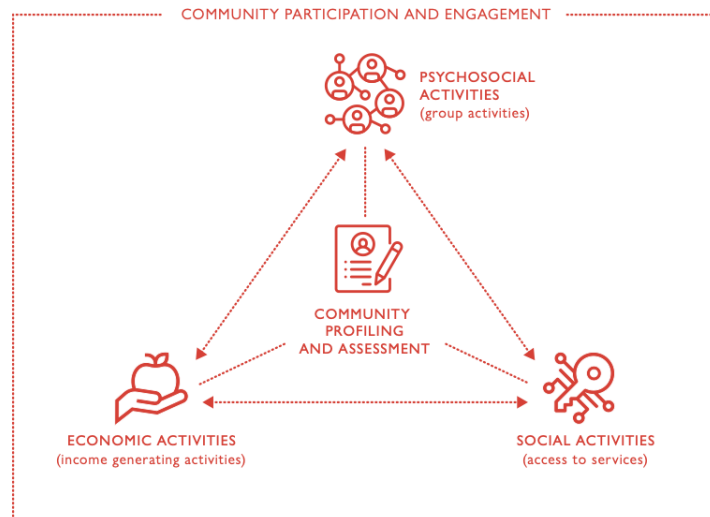 COMMUNITY PARTICIPATION AND ENGAGEMENT
PSYCHOSOCIAL
ACTIVITIES
(group activities)
COMMUNITY
PROFILING
AND ASSESSMENT
ECONOMIC ACTIVITIES
(income generating activities)
SOCIAL ACTIVITIES
(access to services)